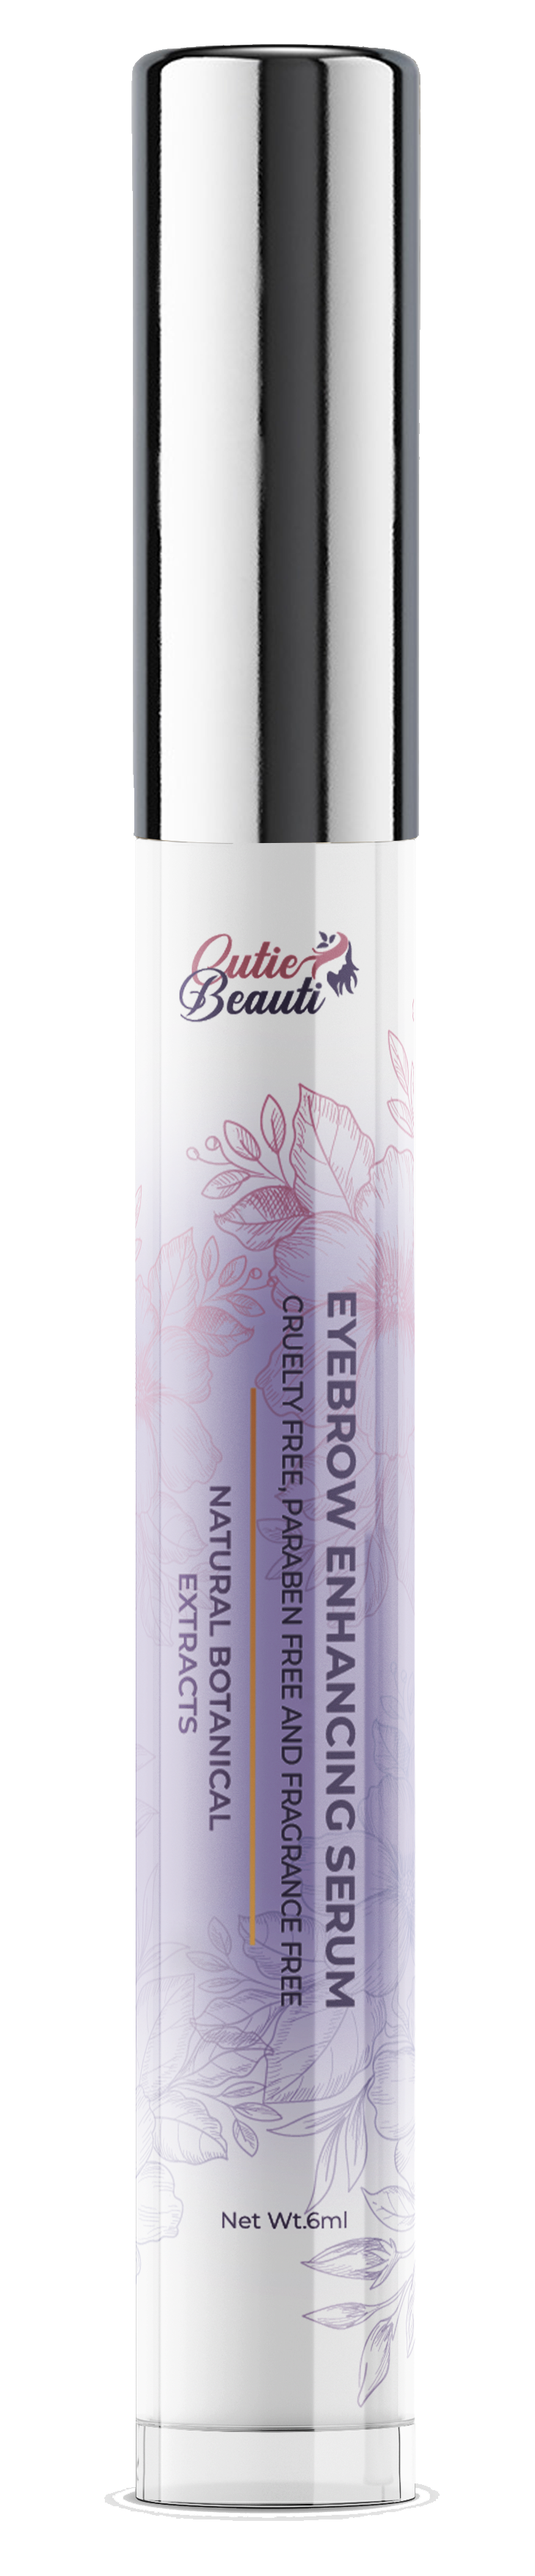 Cutie
Beauti
EYEBROW ENHANCING SERUM
CRUELTY FREE, PARABEN FREE AND FRAGRANCE FREE
NATURAL BOTANICAL
EXTRACTS
Net Wt.6ml